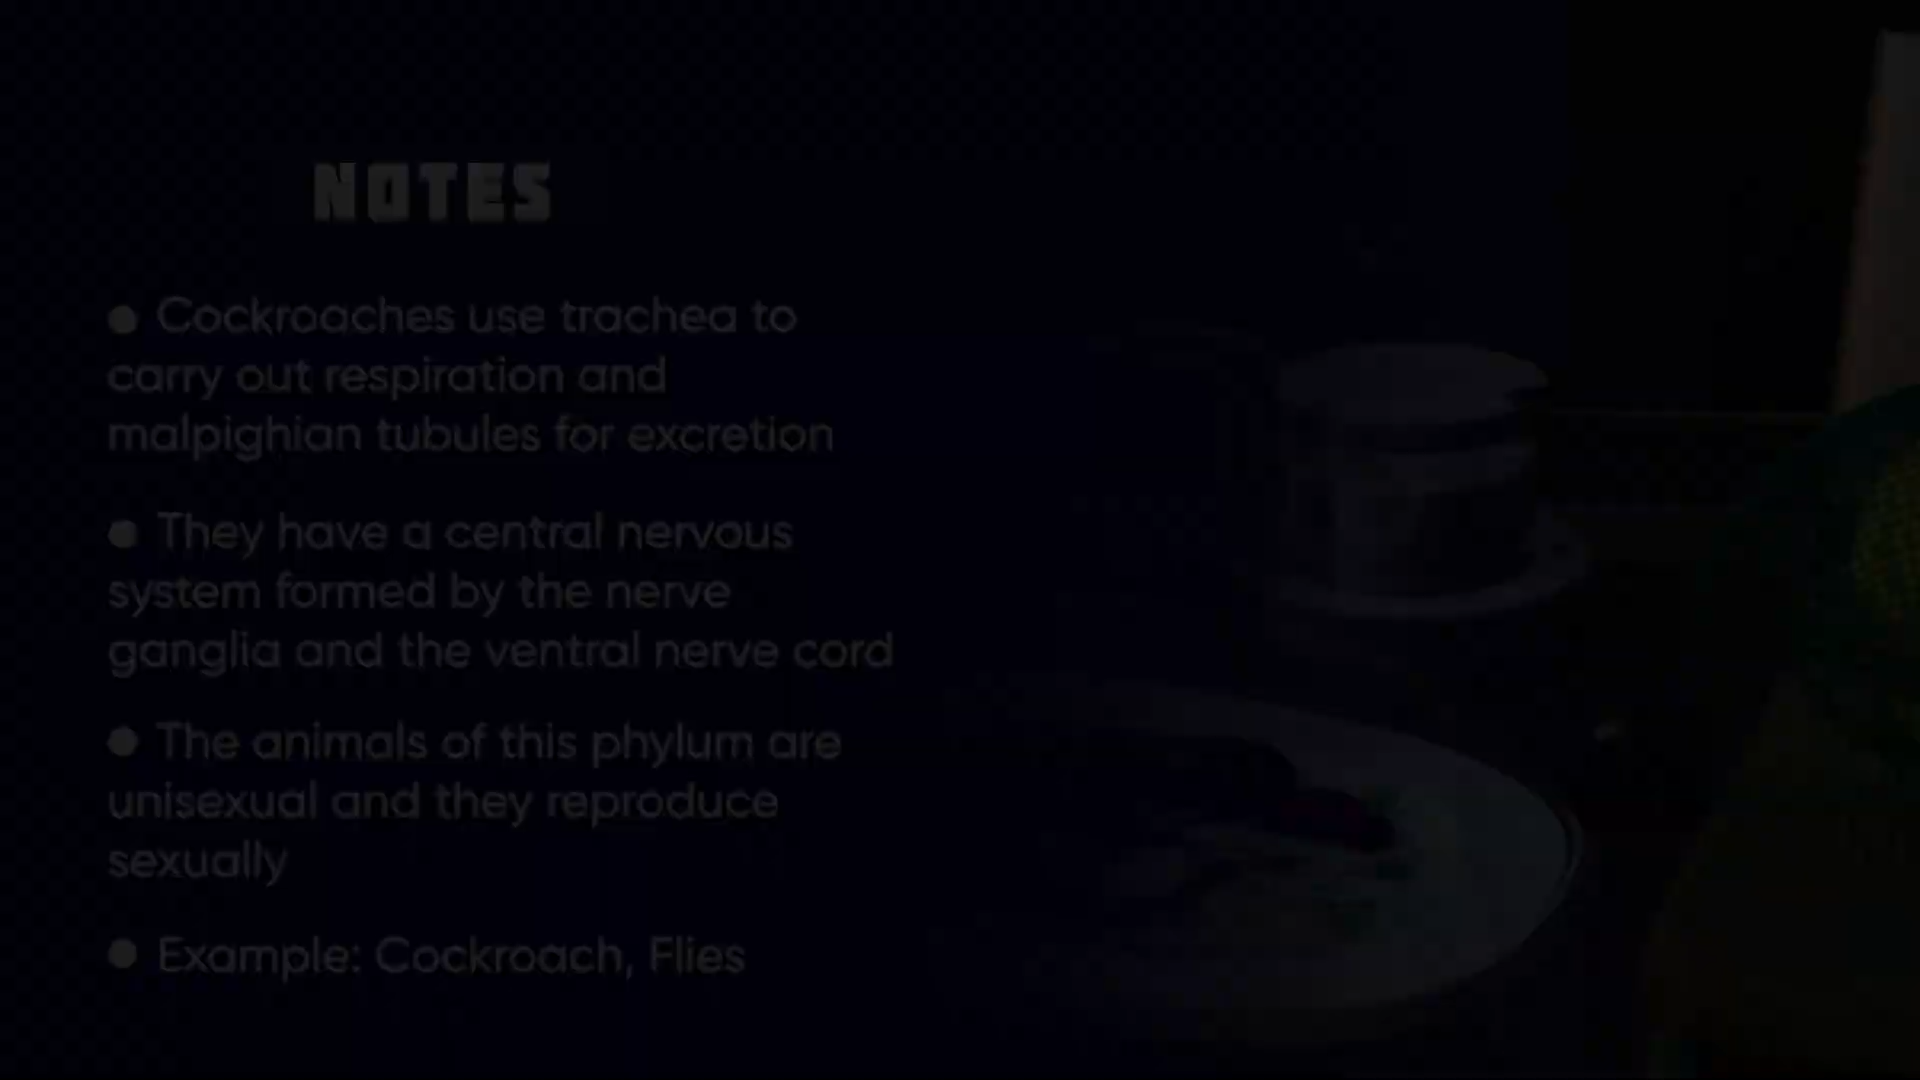 NOTES
● Cockroaches use trachea to
carry out respiration and
malpighian tubules for excretion
● They have a central nervous
system formed by the nerve
ganglia and the ventral nerve cord
● The animals of this phylum are
unisexual and they reproduce
sexually
● Example: Cockroach, Flies